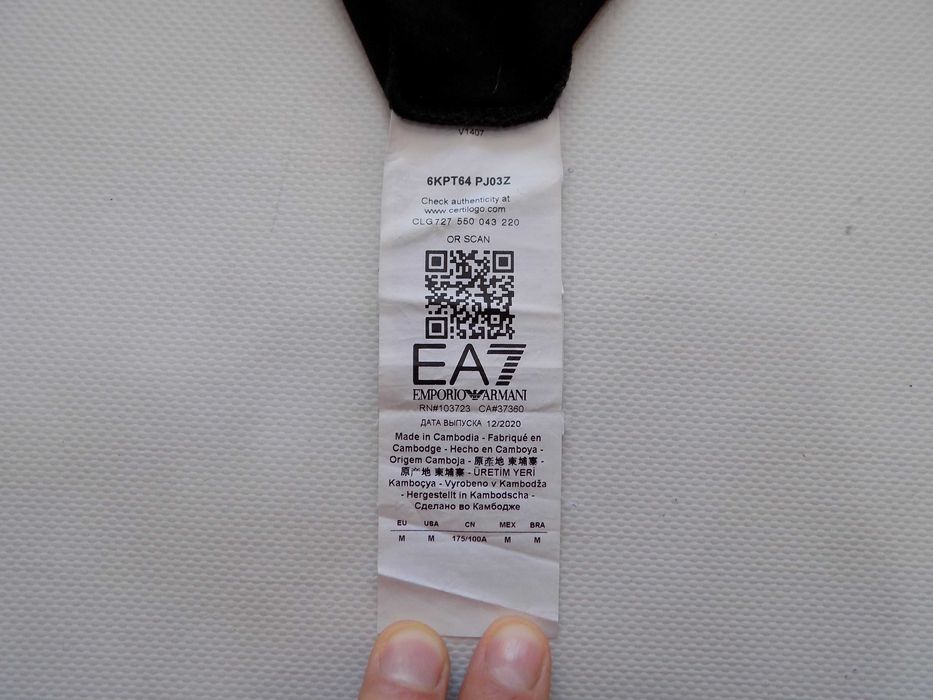 V1407
6KPT64 PJ03Z
Check authenticity at
www.certilogo.com
CLG727 550 043 220
OR SCAN
EA7
EMPORIO ARMANI
RN#103723 CA#37360
ДАТА ВЫПУСКА 12/2020
Made in Cambodia - Fabriqué en
Cambodge - Hecho en Camboya -
Origem Camboja - 原產地 柬埔寨 -
原产地 柬埔寨 - ÜRETİM YERİ
Kamboçya - Vyrobeno v Kambodža
- Hergestellt in Kambodscha -
Сделано во Камбодже
EU USA CN MEX BRA
M M 175/100A M M